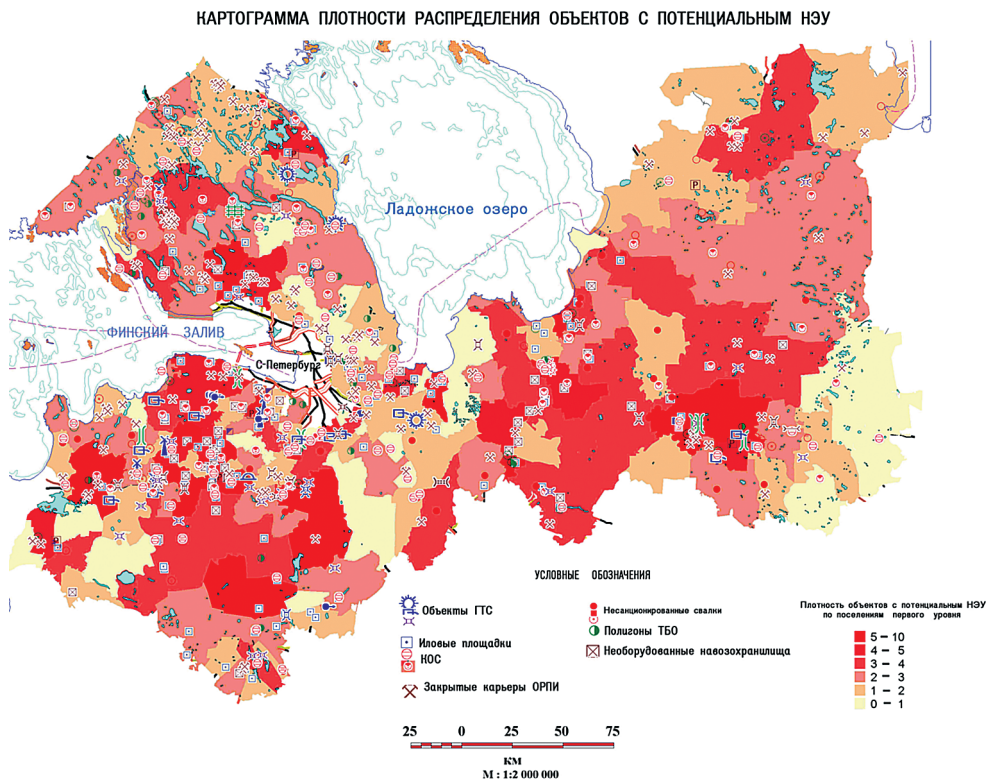 КАРТОГРАММА ПЛОТНОСТИ РАСПРЕДЕЛЕНИЯ ОБЪЕКТОВ С ПОТЕНЦИАЛЬНЫМ НЭУ
Ладожское озеро
ФИНСКИЙ ЗАЛИВ
С-Петербург
Р
УСЛОВНЫЕ ОБОЗНАЧЕНИЯ
Объекты ГТС
Иловые площадки
КОС
Закрытые карьеры ОРПИ
Несанкционированные свалки
Полигоны ТБО
Необорудованные навозохранилища
Плотность объектов с потенциальным НЭУ
по поселениям первого уровня
5 – 10
4 – 5
3 – 4
2 – 3
1 – 2
0 – 1
25 0 25 50 75
КМ
М : 1:2 000 000